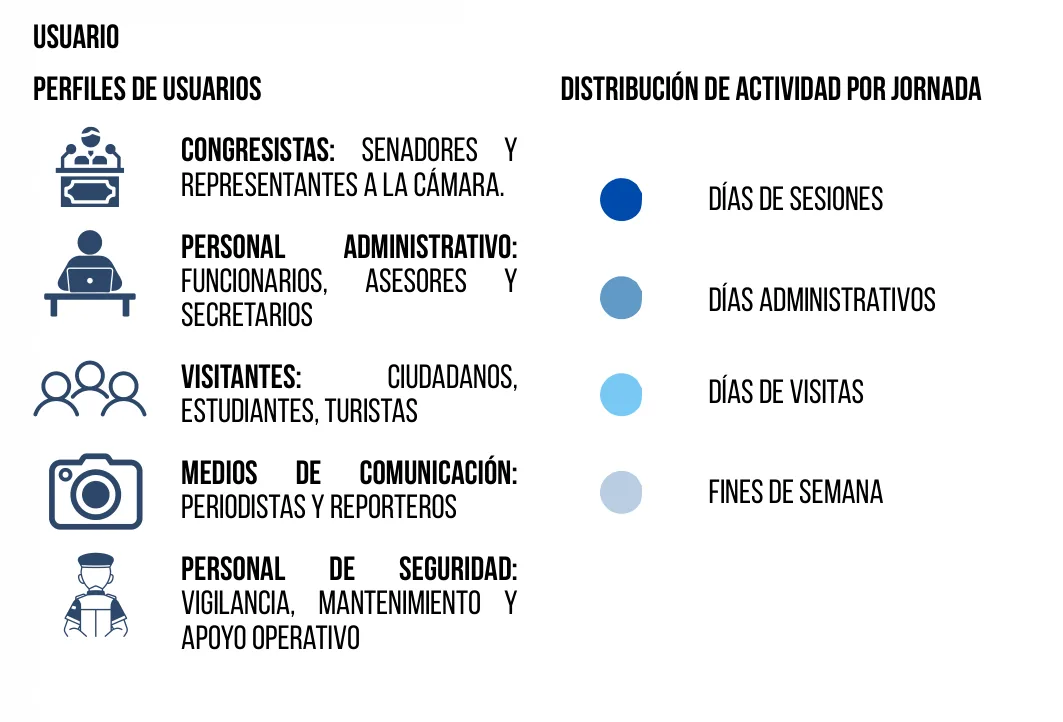 USUARIO
PERFILES DE USUARIOS
CONGRESISTAS: SENADORES Y
REPRESENTANTES A LA CÁMARA.
PERSONAL ADMINISTRATIVO:
FUNCIONARIOS, ASESORES Y
SECRETARIOS
VISITANTES: CIUDADANOS,
ESTUDIANTES, TURISTAS
MEDIOS DE COMUNICACIÓN:
PERIODISTAS Y REPORTEROS
PERSONAL DE SEGURIDAD:
VIGILANCIA, MANTENIMIENTO Y
APOYO OPERATIVO
DISTRIBUCIÓN DE ACTIVIDAD POR JORNADA
DÍAS DE SESIONES
DÍAS ADMINISTRATIVOS
DÍAS DE VISITAS
FINES DE SEMANA